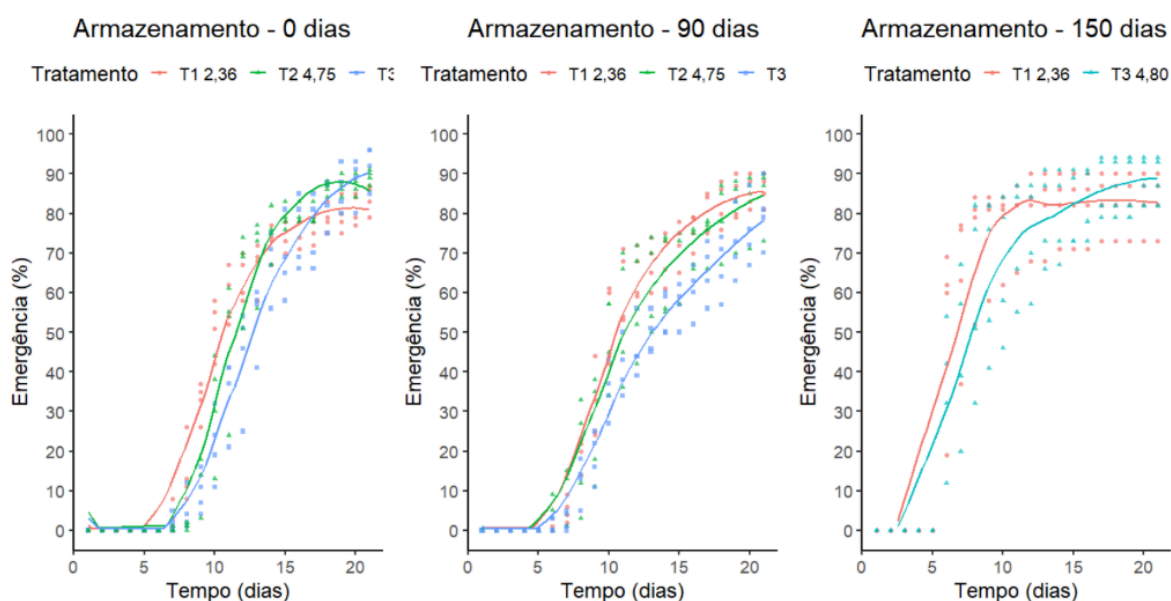 Armazenamento - 0 dias
Tratamento T1 2,36 T2 4,75 T3
Emergência (%)
100
90
80
70
60
50
40
30
20
10
0
0 5 10 15 20
Tempo (dias)
Armazenamento - 90 dias
Tratamento T1 2,36 T2 4,75 T3
Emergência (%)
100
90
80
70
60
50
40
30
20
10
0
0 5 10 15 20
Tempo (dias)
Armazenamento - 150 dias
Tratamento T1 2,36 T3 4,80
Emergência (%)
100
90
80
70
60
50
40
30
20
10
0
0 5 10 15 20
Tempo (dias)